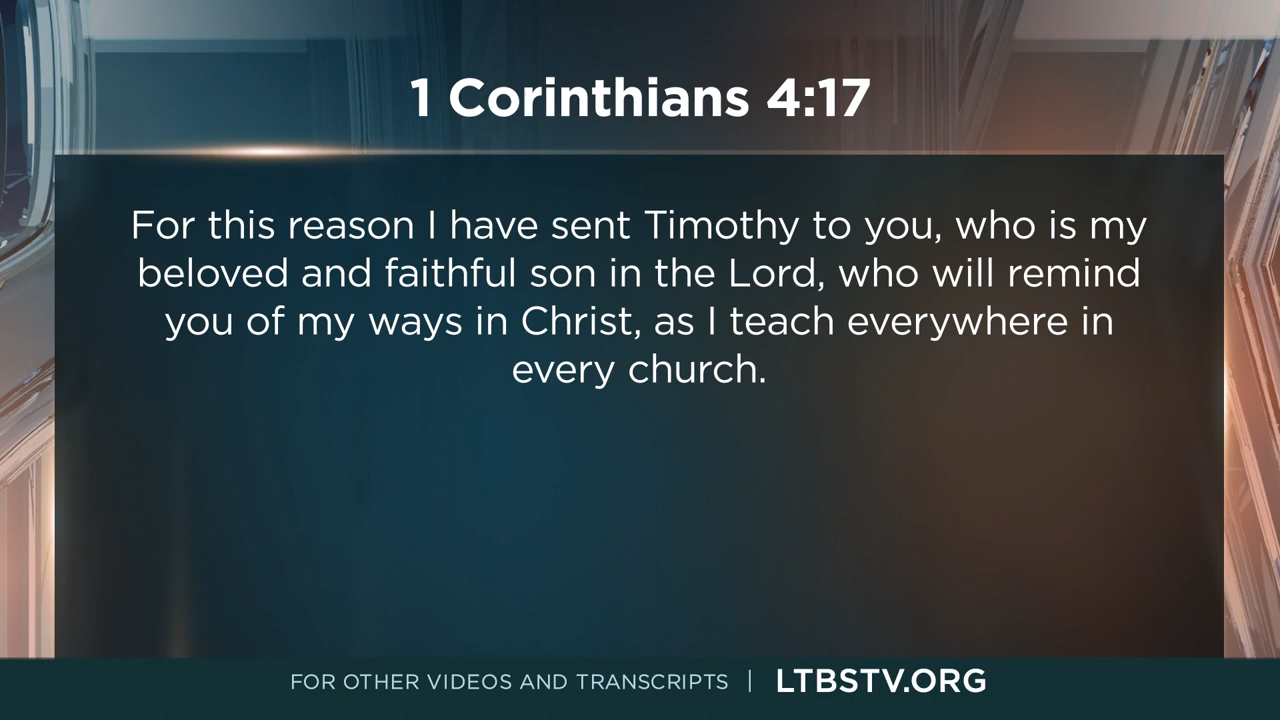 1 Corinthians 4:17
For this reason I have sent Timothy to you, who is my
beloved and faithful son in the Lord, who will remind
you of my ways in Christ, as I teach everywhere in
every church.
FOR OTHER VIDEOS AND TRANSCRIPTS | LTBSTV.ORG